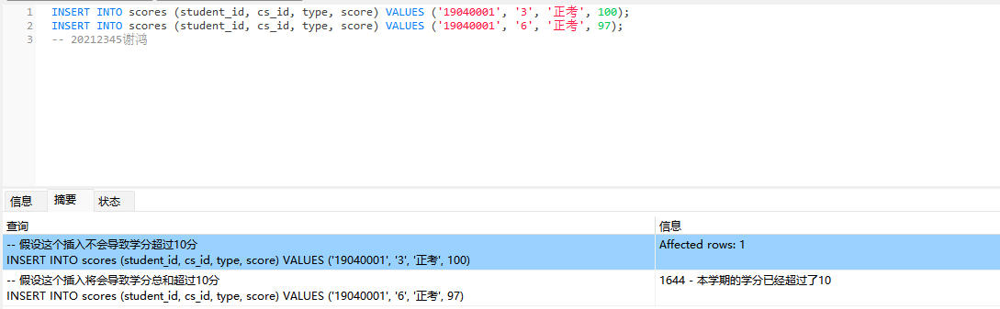 1 INSERT INTO scores (student_id, cs_id, type, score) VALUES ('19040001', '3', '正考', 100);
2 INSERT INTO scores (student_id, cs_id, type, score) VALUES ('19040001', '6', '正考', 97);
3 -- 20212345谢鸿
信息 摘要 状态
查询 信息
-- 假设这个插入不会导致学分超过10分 Affected rows: 1
INSERT INTO scores (student_id, cs_id, type, score) VALUES ('19040001', '3', '正考', 100)
-- 假设这个插入将会导致学分总和超过10分 1644 - 本学期的学分已经超过了10
INSERT INTO scores (student_id, cs_id, type, score) VALUES ('19040001', '6', '正考', 97)